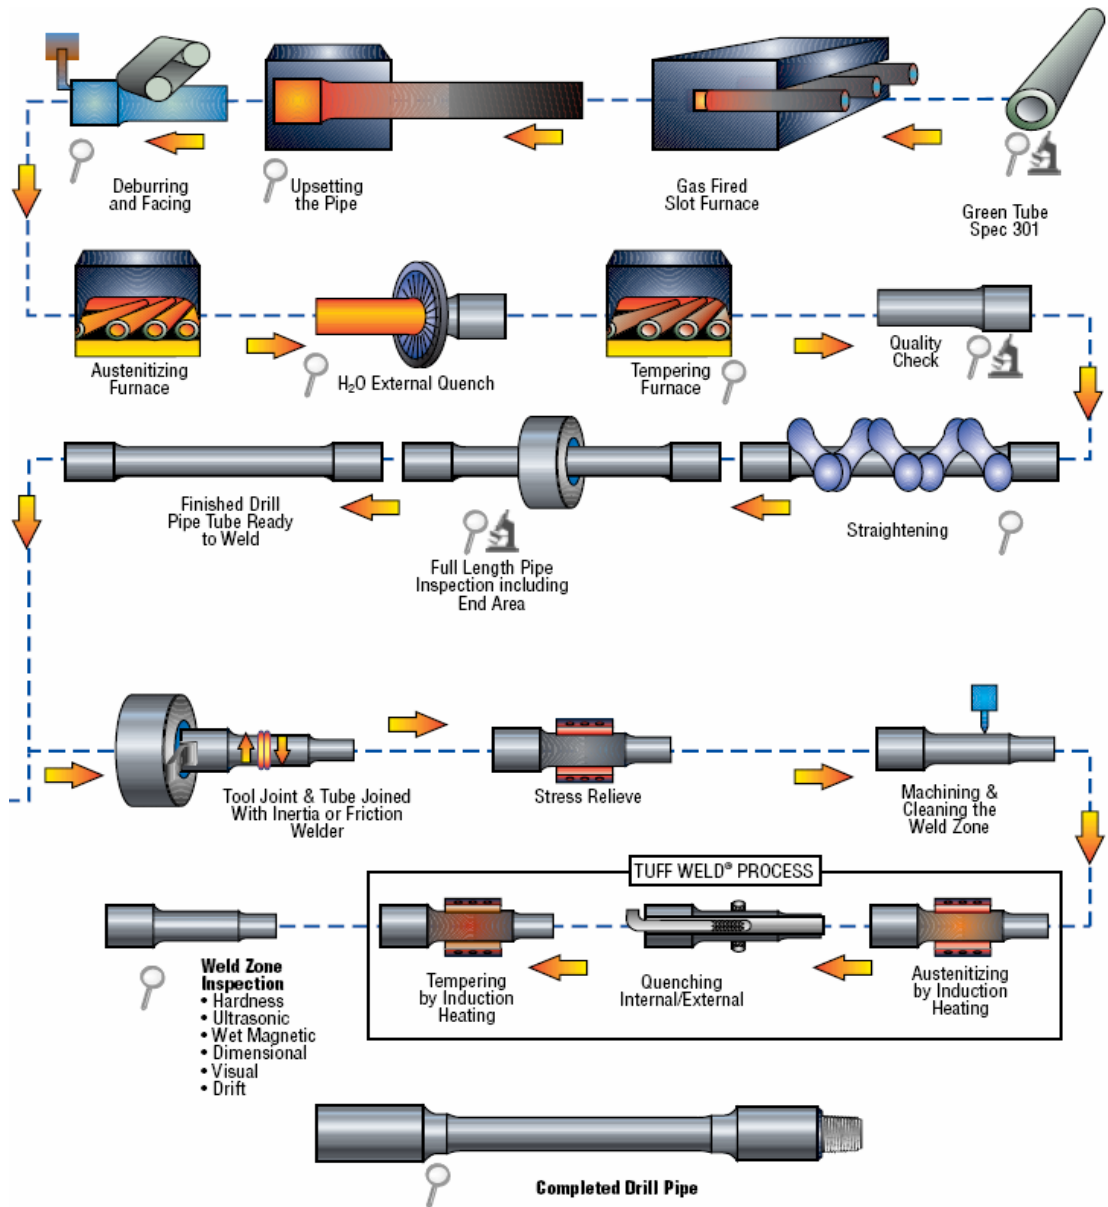 Deburring
and Facing
Upsetting
the Pipe
Gas Fired
Slot Furnace
Green Tube
Spec 301
Austenitizing
Furnace
H₂O External Quench
Tempering
Furnace
Quality
Check
Finished Drill
Pipe Tube Ready
to Weld
Full Length Pipe
Inspection including
End Area
Straightening
Tool Joint & Tube Joined
With Inertia or Friction
Welder
Stress Relieve
Machining &
Cleaning the
Weld Zone
TUFF WELD® PROCESS
Weld Zone
Inspection
• Hardness
• Ultrasonic
• Wet Magnetic
• Dimensional
• Visual
• Drift
Tempering
by Induction
Heating
Quenching
Internal/External
Austenitizing
by Induction
Heating
Completed Drill Pipe